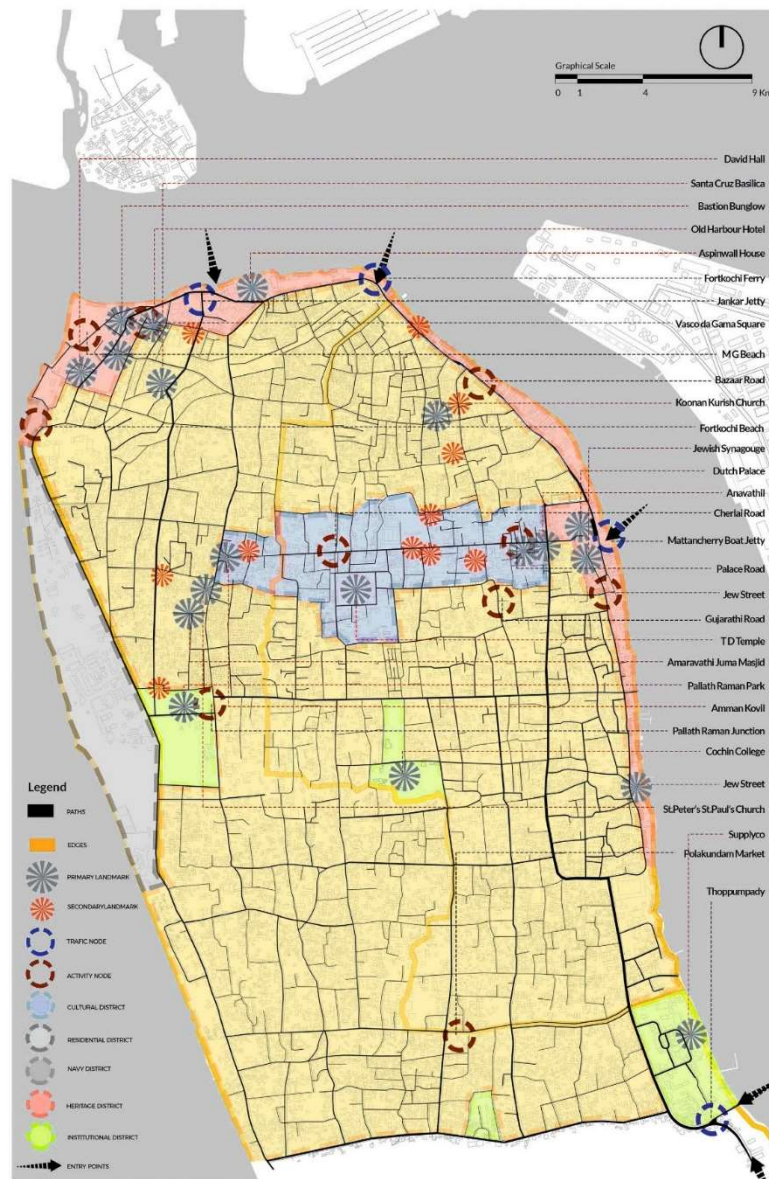 Graphical Scale
0 1 4 9 Km
David Hall
Santa Cruz Basilica
Bastion Bunglow
Old Harbour Hotel
Aspinwall House
Fortkochi Ferry
Jankar Jetty
Vasco da Gama Square
M G Beach
Bazaar Road
Koonan Kurish Church
Fortkochi Beach
Jewish Synagouge
Dutch Palace
Anavathil
Cherlai Road
Mattancherry Boat Jetty
Palace Road
Jew Street
Gujarathi Road
T D Temple
Amaravathi Juma Masjid
Pallath Raman Park
Amman Kovil
Pallath Raman Junction
Cochin College
Jew Street
St.Peter's St.Paul's Church
Supplyco
Polakundam Market
Thoppumpady
Legend
PATHS
EDGES
PRIMARY LANDMARK
SECONDARY LANDMARK
TRAFIC NODE
ACTIVITY NODE
CULTURAL DISTRICT
RESIDENTIAL DISTRICT
NAVY DISTRICT
HERITAGE DISTRICT
INSTITUTIONAL DISTRICT
ENTRY POINTS